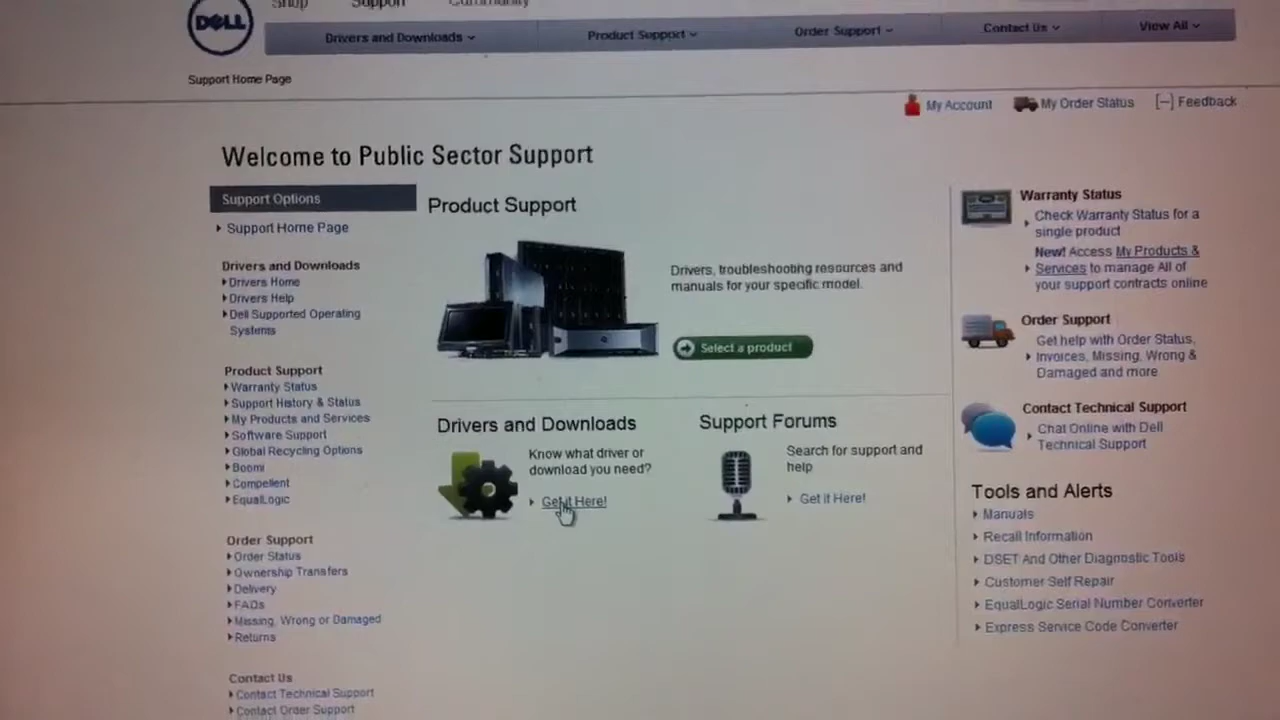 Shop Support Community
DELL
Drivers and Downloads Product Support Order Support Contact Us View All
Support Home Page
My Account My Order Status [-] Feedback
Welcome to Public Sector Support
Support Options
Support Home Page
Drivers and Downloads
Drivers Home
Drivers Help
Dell Supported Operating
Systems
Product Support
Warranty Status
Support History & Status
My Products and Services
Software Support
Global Recycling Options
Boomi
Compellent
EqualLogic
Order Support
Order Status
Ownership Transfers
Delivery
FAQs
Missing, Wrong or Damaged
Returns
Contact Us
Contact Technical Support
Contact Order Support
Product Support
Drivers, troubleshooting resources and
manuals for your specific model.
Select a product
Drivers and Downloads
Know what driver or
download you need?
Get it Here!
Support Forums
Search for support and
help
Get it Here!
Warranty Status
Check Warranty Status for a
single product
New! Access My Products &
Services to manage All of
your support contracts online
Order Support
Get help with Order Status,
Invoices, Missing, Wrong &
Damaged and more
Contact Technical Support
Chat Online with Dell
Technical Support
Tools and Alerts
Manuals
Recall Information
DSET And Other Diagnostic Tools
Customer Self Repair
EqualLogic Serial Number Converter
Express Service Code Converter